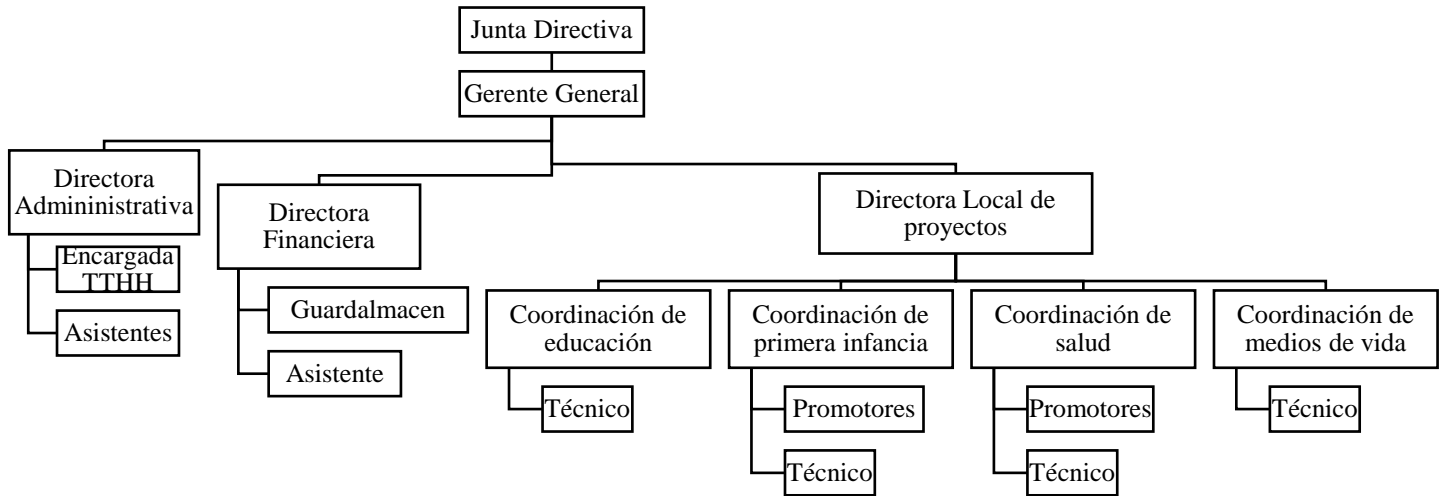 Junta Directiva
Gerente General
Directora
Admininistrativa
Encargada
TTHH
Asistentes
Directora
Financiera
Guardalmacen
Asistente
Directora Local de
proyectos
Coordinación de
educación
Técnico
Coordinación de
primera infancia
Promotores
Técnico
Coordinación de
salud
Promotores
Técnico
Coordinación de
medios de vida
Técnico